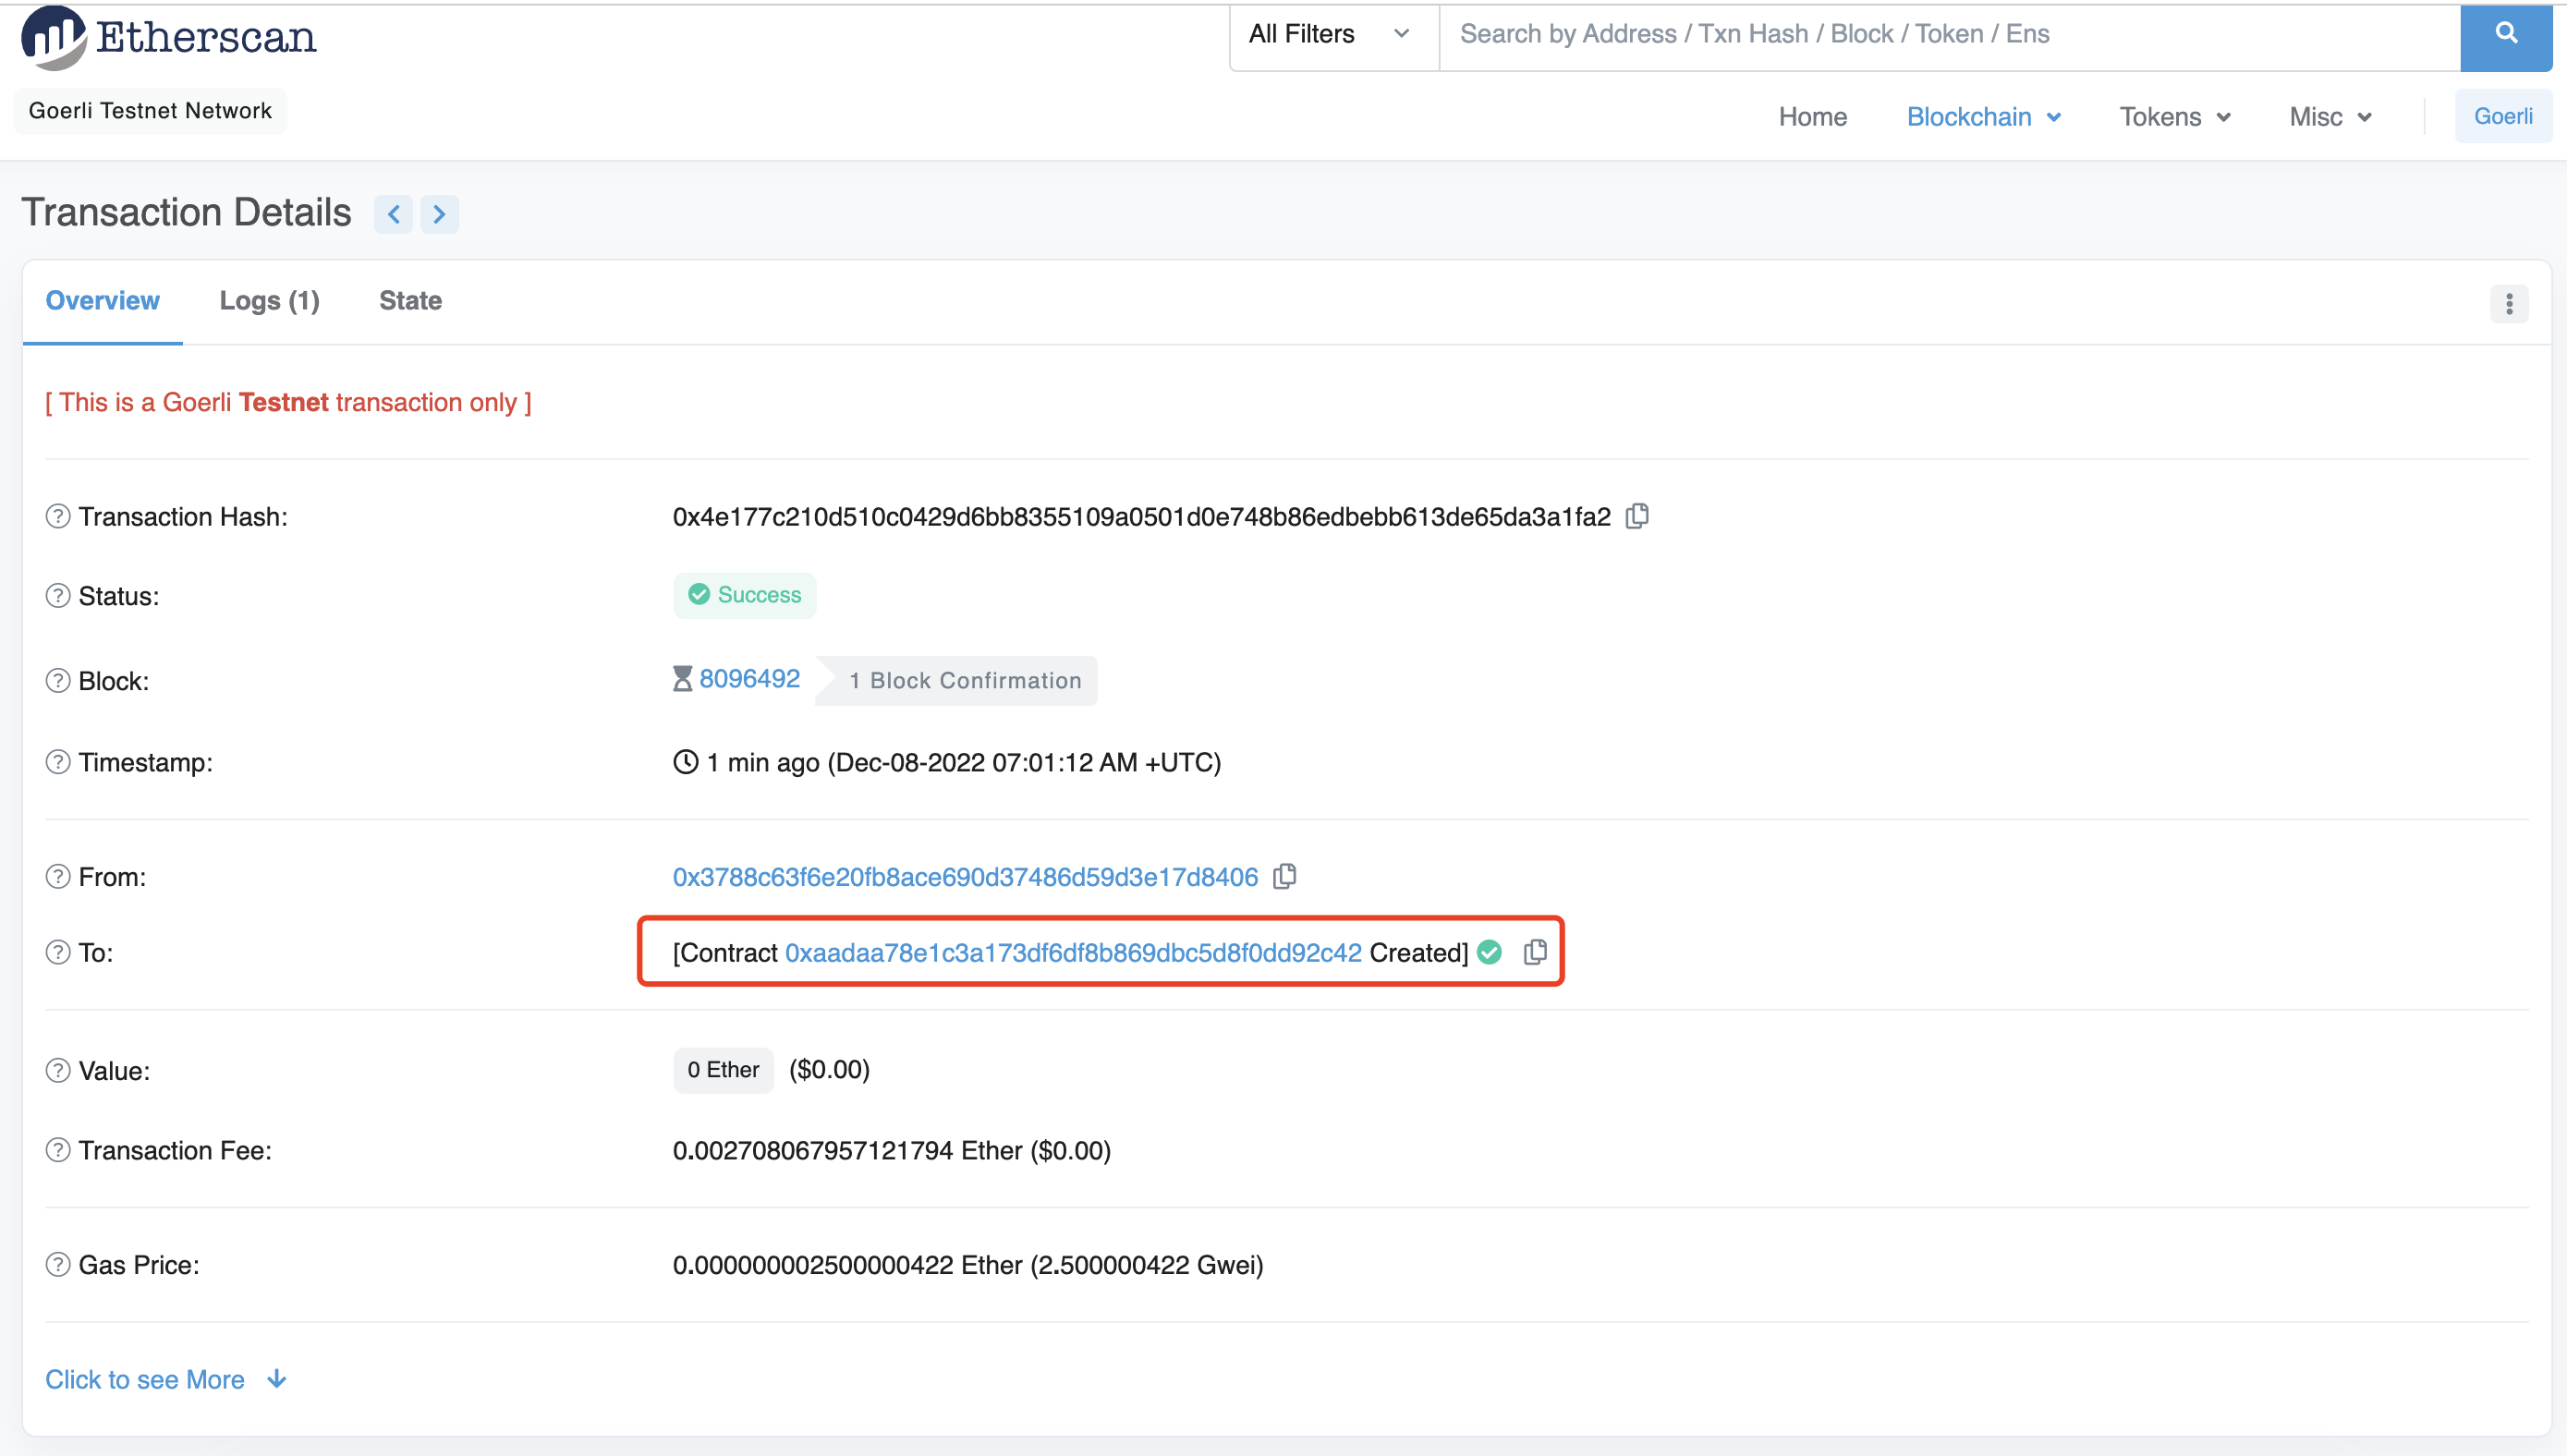 Etherscan
All Filters
Search by Address / Txn Hash / Block / Token / Ens
Goerli Testnet Network
Home
Blockchain
Tokens
Misc
Goerli
Transaction Details
Overview
Logs (1)
State
[ This is a Goerli Testnet transaction only ]
Transaction Hash:
0x4e177c210d510c0429d6bb8355109a0501d0e748b86edbebb613de65da3a1fa2
Status:
Success
Block:
8096492
1 Block Confirmation
Timestamp:
1 min ago (Dec-08-2022 07:01:12 AM +UTC)
From:
0x3788c63f6e20fb8ace690d37486d59d3e17d8406
To:
[Contract 0xaadaa78e1c3a173df6df8b869dbc5d8f0dd92c42 Created]
Value:
0 Ether ($0.00)
Transaction Fee:
0.002708067957121794 Ether ($0.00)
Gas Price:
0.000000002500000422 Ether (2.500000422 Gwei)
Click to see More